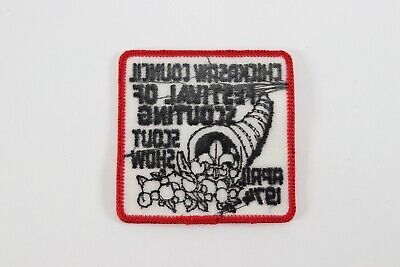 CHICKASAW COUNCIL
FESTIVAL OF
SCOUTING
SCOUT
SHOW
APRIL
1974